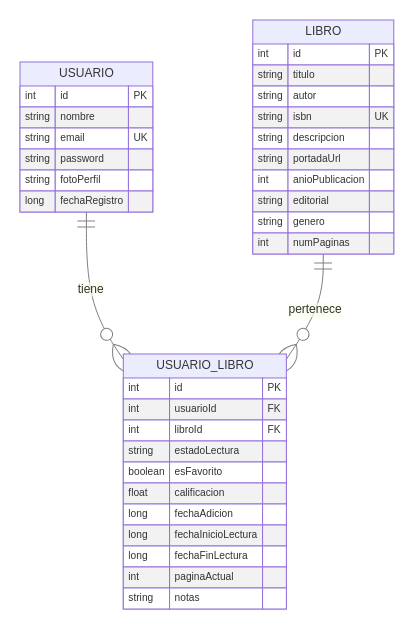 USUARIO
int id PK
string nombre
string email UK
string password
string fotoPerfil
long fechaRegistro
LIBRO
int id PK
string titulo
string autor
string isbn UK
string descripcion
string portadaUrl
int anioPublicacion
string editorial
string genero
int numPaginas
tiene
pertenece
USUARIO_LIBRO
int id PK
int usuarioId FK
int libroId FK
string estadoLectura
boolean esFavorito
float calificacion
long fechaAdicion
long fechaInicioLectura
long fechaFinLectura
int paginaActual
string notas